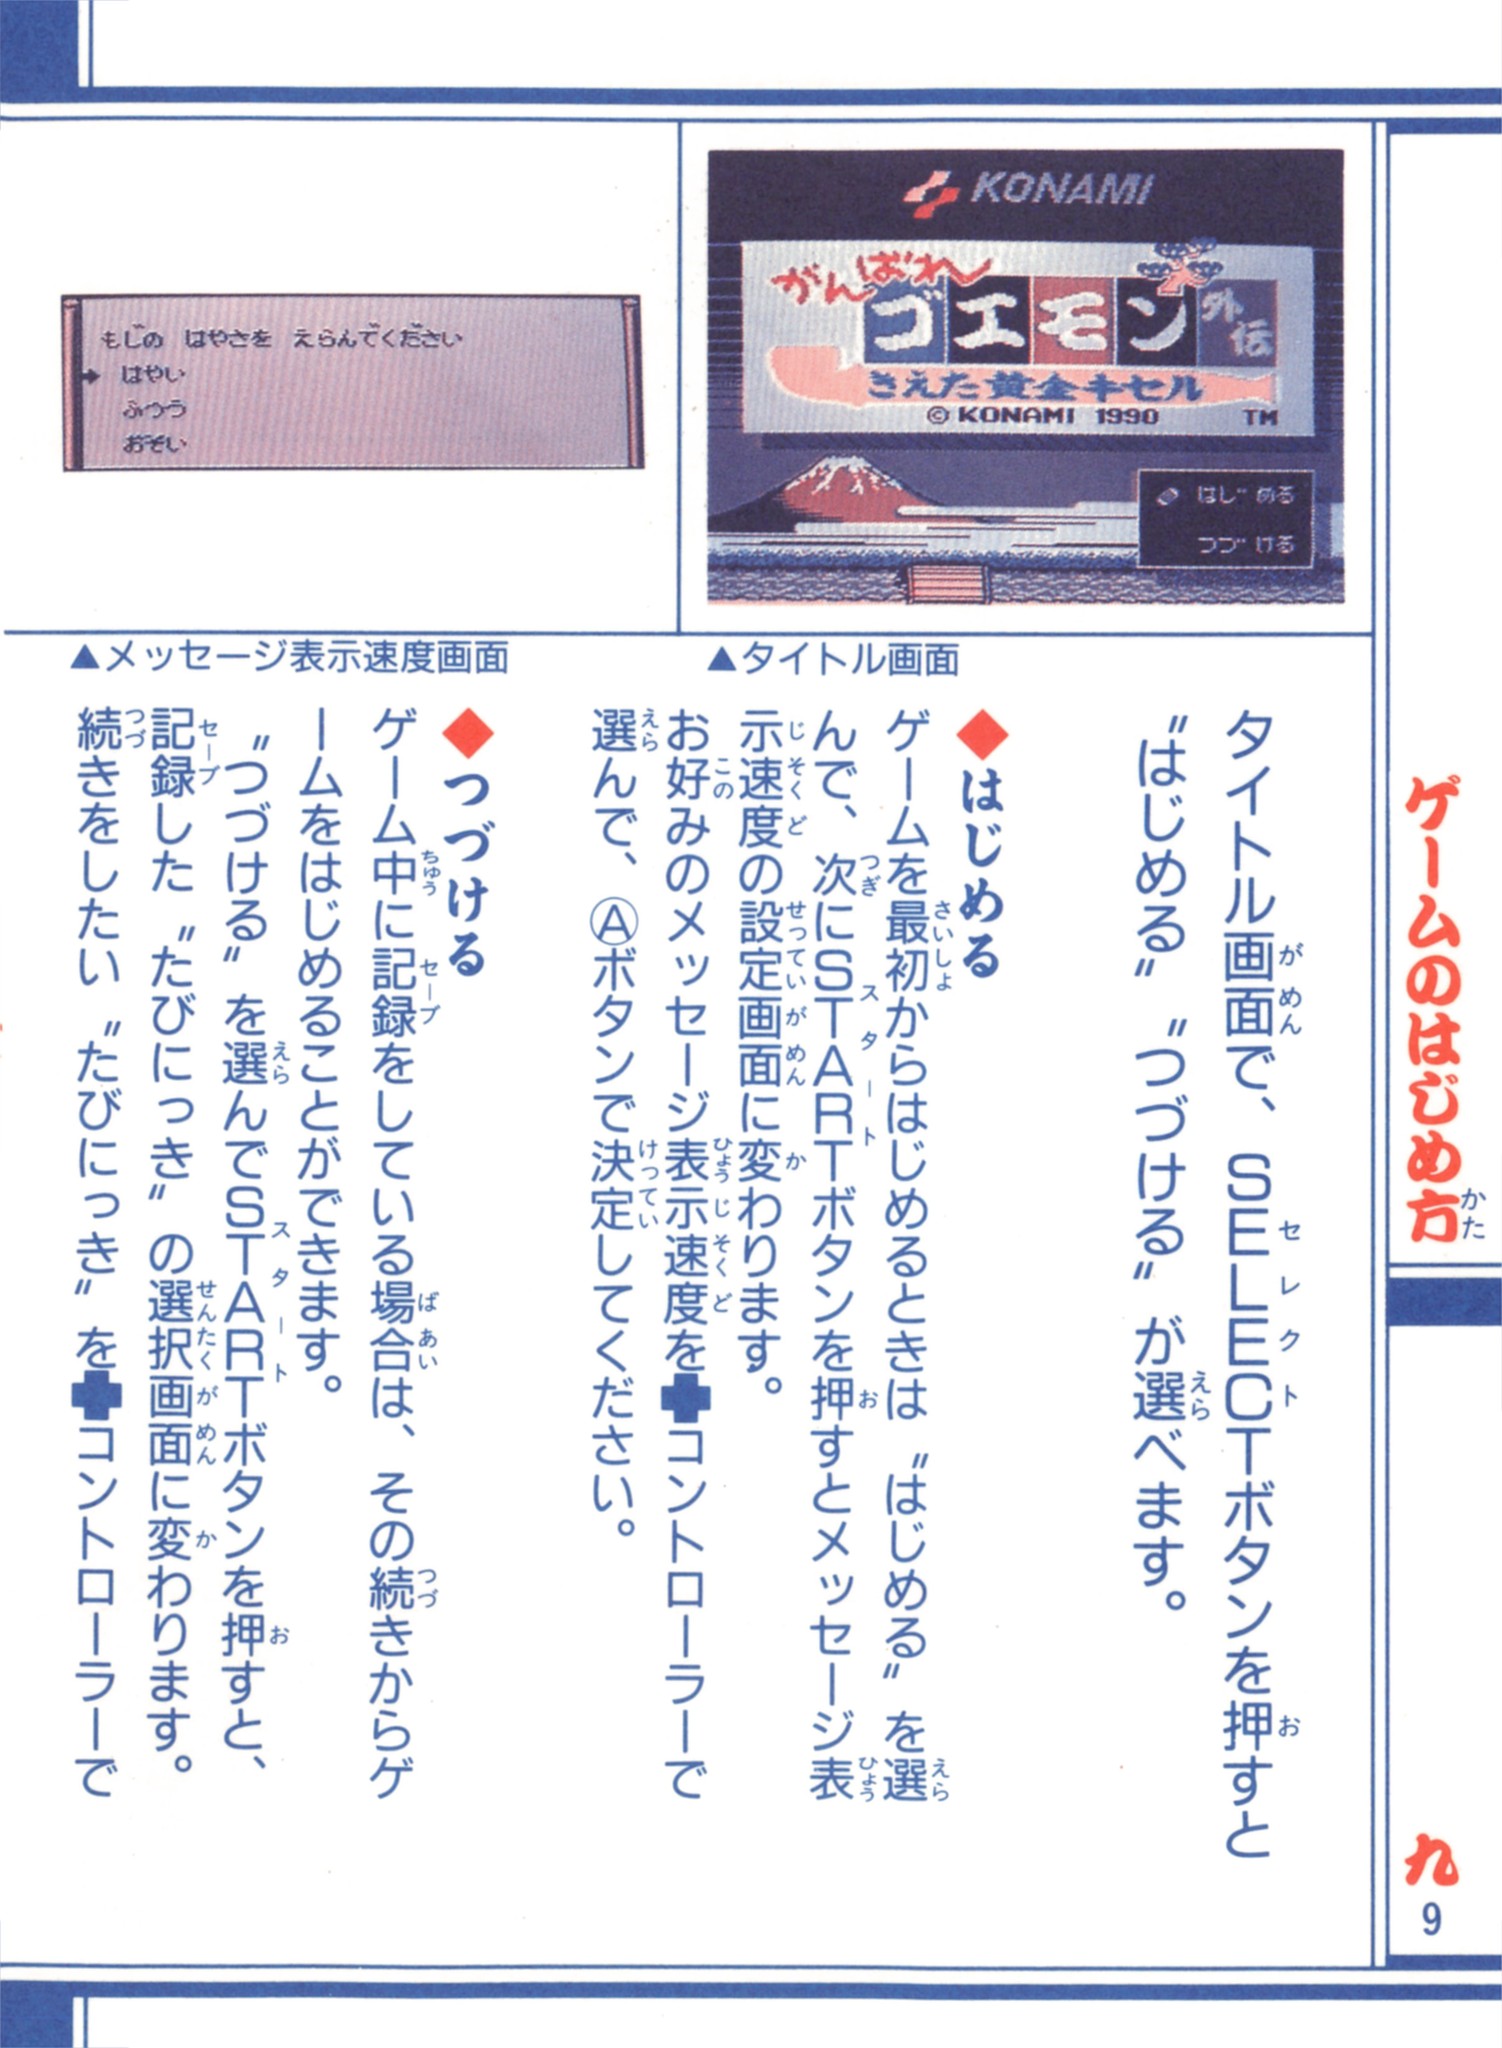 ゲームのはじめ方
九
9
KONAMI
がんばれ
ゴエモン
外伝
きえた黄金キセル
© KONAMI 1990 TM
はじめる
つづける
▲タイトル画面
もじの はやさを えらんでください
はやい
ふつう
おそい
▲メッセージ表示速度画面
タイトル画面で、SELECTボタンを押すと
〝はじめる〟〝つづける〟が選べます。
◆はじめる
ゲームを最初からはじめるときは〝はじめる〟を選
んで、次にSTARTボタンを押すとメッセージ表
示速度の設定画面に変わります。
お好みのメッセージ表示速度を✚コントローラーで
選んで、Ⓐボタンで決定してください。
◆つづける
ゲーム中に記録をしている場合は、その続きからゲ
ームをはじめることができます。
〝つづける〟を選んでSTARTボタンを押すと、
記録した〝たびにっき〟の選択画面に変わります。
続きをしたい〝たびにっき〟を✚コントローラーで